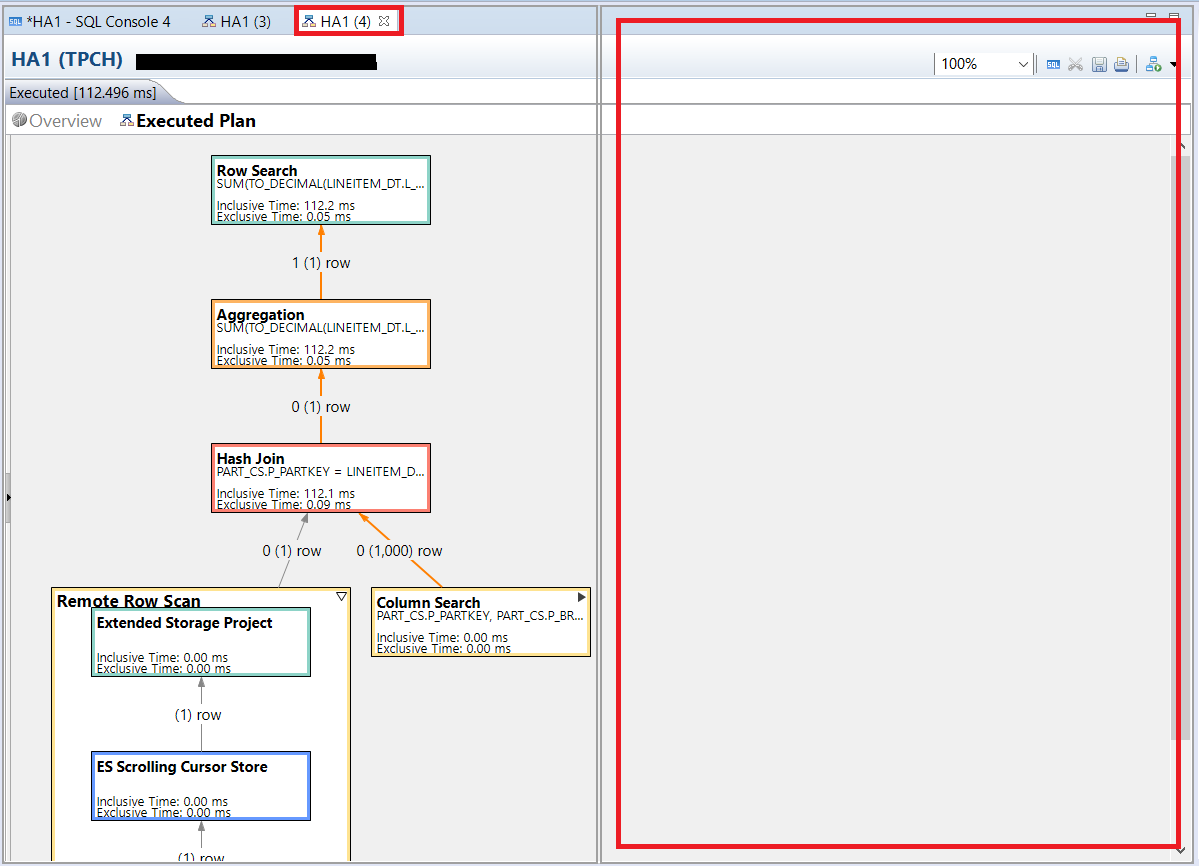 SQL *HA1 - SQL Console 4 HA1 (3) HA1 (4)
HA1 (TPCH)
100% SQL
Executed [112.496 ms]
Overview Executed Plan
Row Search
SUM(TO_DECIMAL(LINEITEM_DT.L_...
Inclusive Time: 112.2 ms
Exclusive Time: 0.05 ms
1 (1) row
Aggregation
SUM(TO_DECIMAL(LINEITEM_DT.L_...
Inclusive Time: 112.2 ms
Exclusive Time: 0.05 ms
0 (1) row
Hash Join
PART_CS.P_PARTKEY = LINEITEM_D...
Inclusive Time: 112.1 ms
Exclusive Time: 0.09 ms
0 (1) row 0 (1,000) row
Remote Row Scan
Extended Storage Project
Inclusive Time: 0.00 ms
Exclusive Time: 0.00 ms
Column Search
PART_CS.P_PARTKEY, PART_CS.P_BR...
Inclusive Time: 0.00 ms
Exclusive Time: 0.00 ms
(1) row
ES Scrolling Cursor Store
Inclusive Time: 0.00 ms
Exclusive Time: 0.00 ms
(1) row